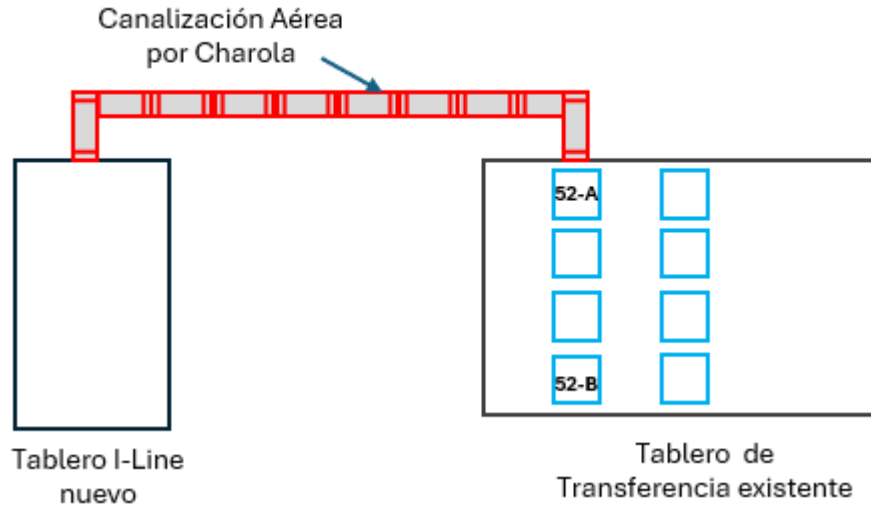 Canalización Aérea
por Charola
52-A
52-B
Tablero I-Line
nuevo
Tablero de
Transferencia existente